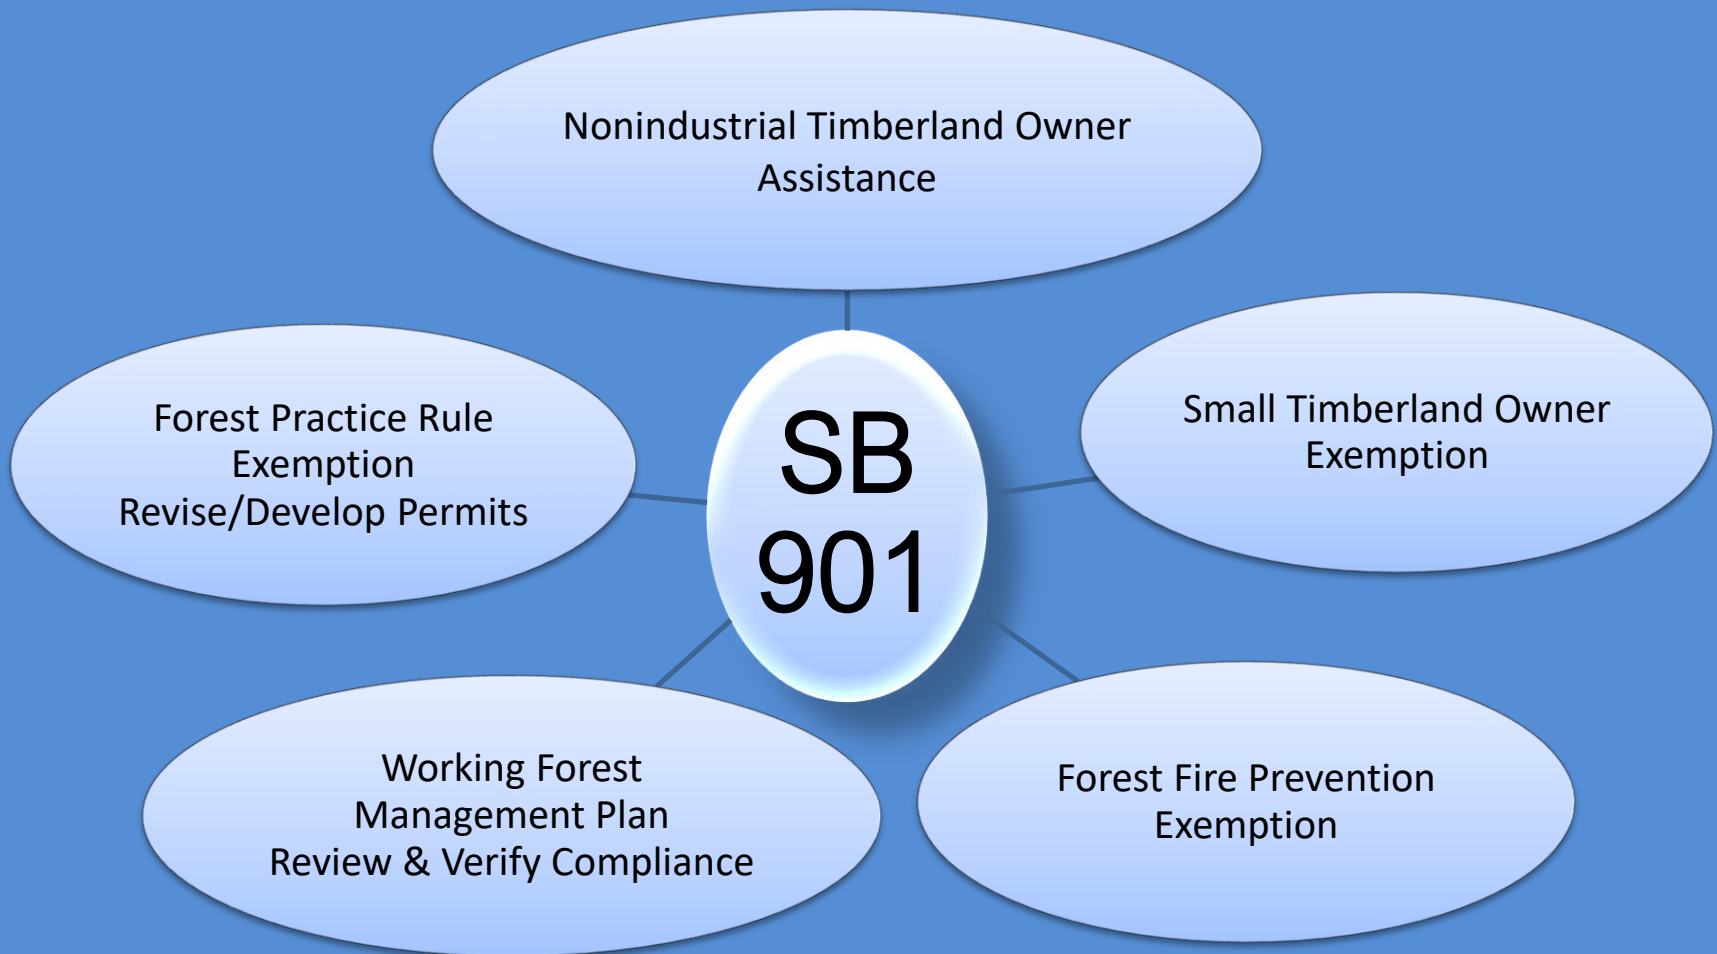 Nonindustrial Timberland Owner
Assistance
Small Timberland Owner
Exemption
Forest Fire Prevention
Exemption
Working Forest
Management Plan
Review & Verify Compliance
Forest Practice Rule
Exemption
Revise/Develop Permits
SB
901